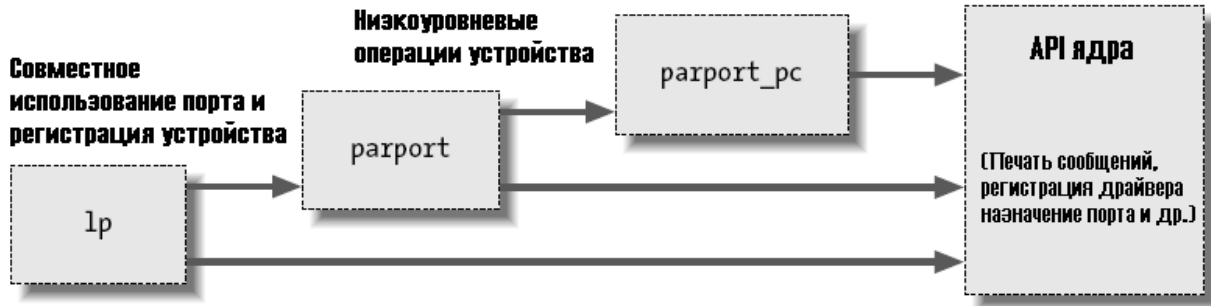 Совместное
использование порта и
регистрация устройства
lp
parport
Низкоуровневые
операции устройства
parport_pc
API ядра
(Печать сообщений,
регистрация драйвера
назначение порта и др.)